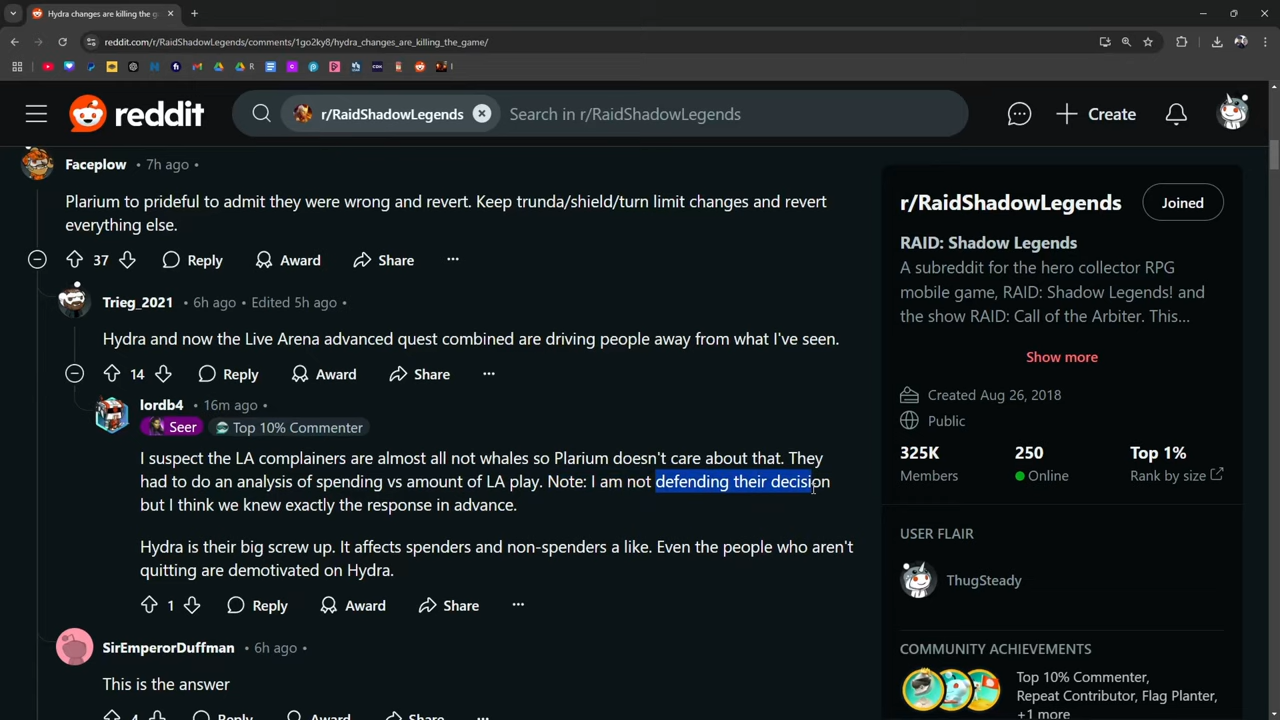 Hydra changes are killing the g
reddit.com/r/RaidShadowLegends/comments/1go2ky8/hydra_changes_are_killing_the_game/
reddit
r/RaidShadowLegends
Search in r/RaidShadowLegends
Create
Faceplow • 7h ago •
Plarium to prideful to admit they were wrong and revert. Keep trunda/shield/turn limit changes and revert
everything else.
37 Reply Award Share ...
Trieg_2021 • 6h ago • Edited 5h ago •
Hydra and now the Live Arena advanced quest combined are driving people away from what I've seen.
14 Reply Award Share ...
lordb4 • 16m ago •
Seer Top 10% Commenter
I suspect the LA complainers are almost all not whales so Plarium doesn't care about that. They
had to do an analysis of spending vs amount of LA play. Note: I am not defending their decision
but I think we knew exactly the response in advance.
Hydra is their big screw up. It affects spenders and non-spenders a like. Even the people who aren't
quitting are demotivated on Hydra.
1 Reply Award Share ...
SirEmperorDuffman • 6h ago •
This is the answer
4 Reply Award Share ...
r/RaidShadowLegends
Joined
RAID: Shadow Legends
A subreddit for the hero collector RPG
mobile game, RAID: Shadow Legends! and
the show RAID: Call of the Arbiter. This...
Show more
Created Aug 26, 2018
Public
325K 250 Top 1%
Members Online Rank by size
USER FLAIR
ThugSteady
COMMUNITY ACHIEVEMENTS
Top 10% Commenter,
Repeat Contributor, Flag Planter,
+1 more